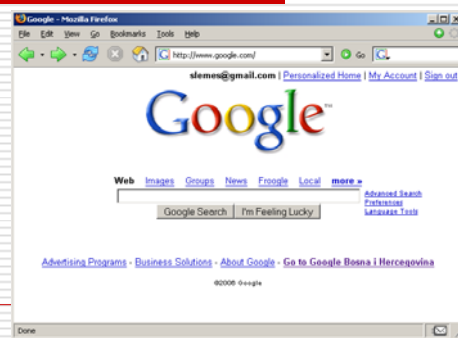 Google - Mozilla Firefox
File Edit View Go Bookmarks Tools Help
http://www.google.com/ Go G
slemes@gmail.com | Personalized Home | My Account | Sign out
Google™
Web Images Groups News Froogle Local more »
Advanced Search
Preferences
Language Tools
Google Search I'm Feeling Lucky
Advertising Programs - Business Solutions - About Google - Go to Google Bosna i Hercegovina
©2006 Google
Done